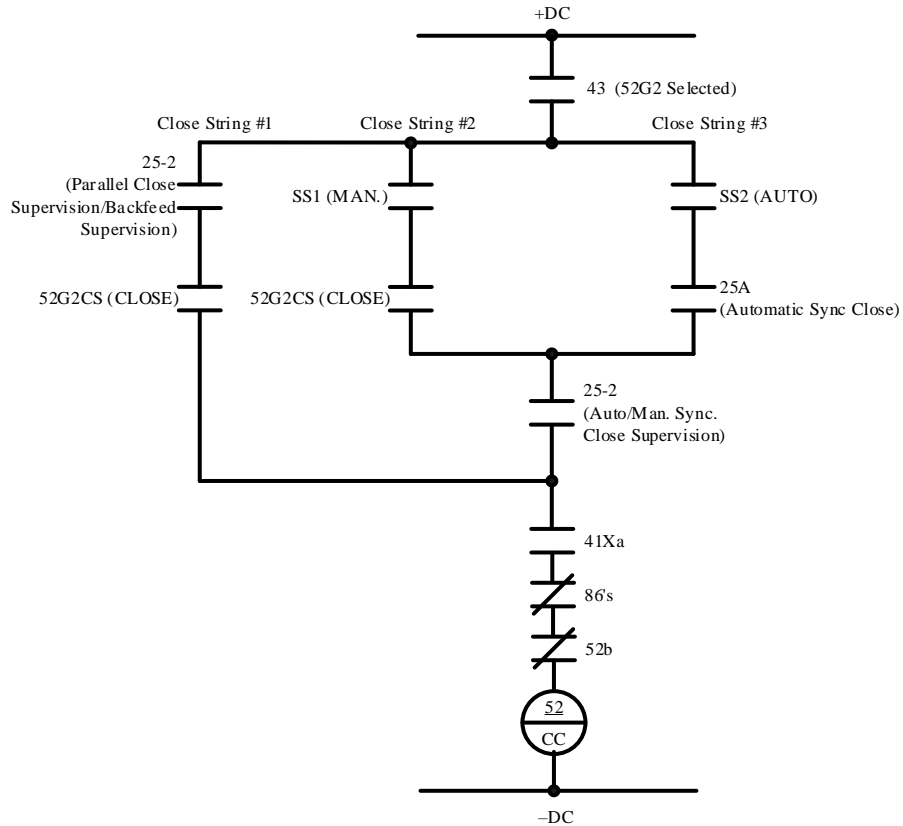 +DC
43 (52G2 Selected)
Close String #1
Close String #2
Close String #3
25-2
(Parallel Close
Supervision/Backfeed
Supervision)
SS1 (MAN.)
SS2 (AUTO)
52G2CS (CLOSE)
52G2CS (CLOSE)
25A
(Automatic Sync Close)
25-2
(Auto/Man. Sync.
Close Supervision)
41Xa
86's
52b
52
CC
–DC